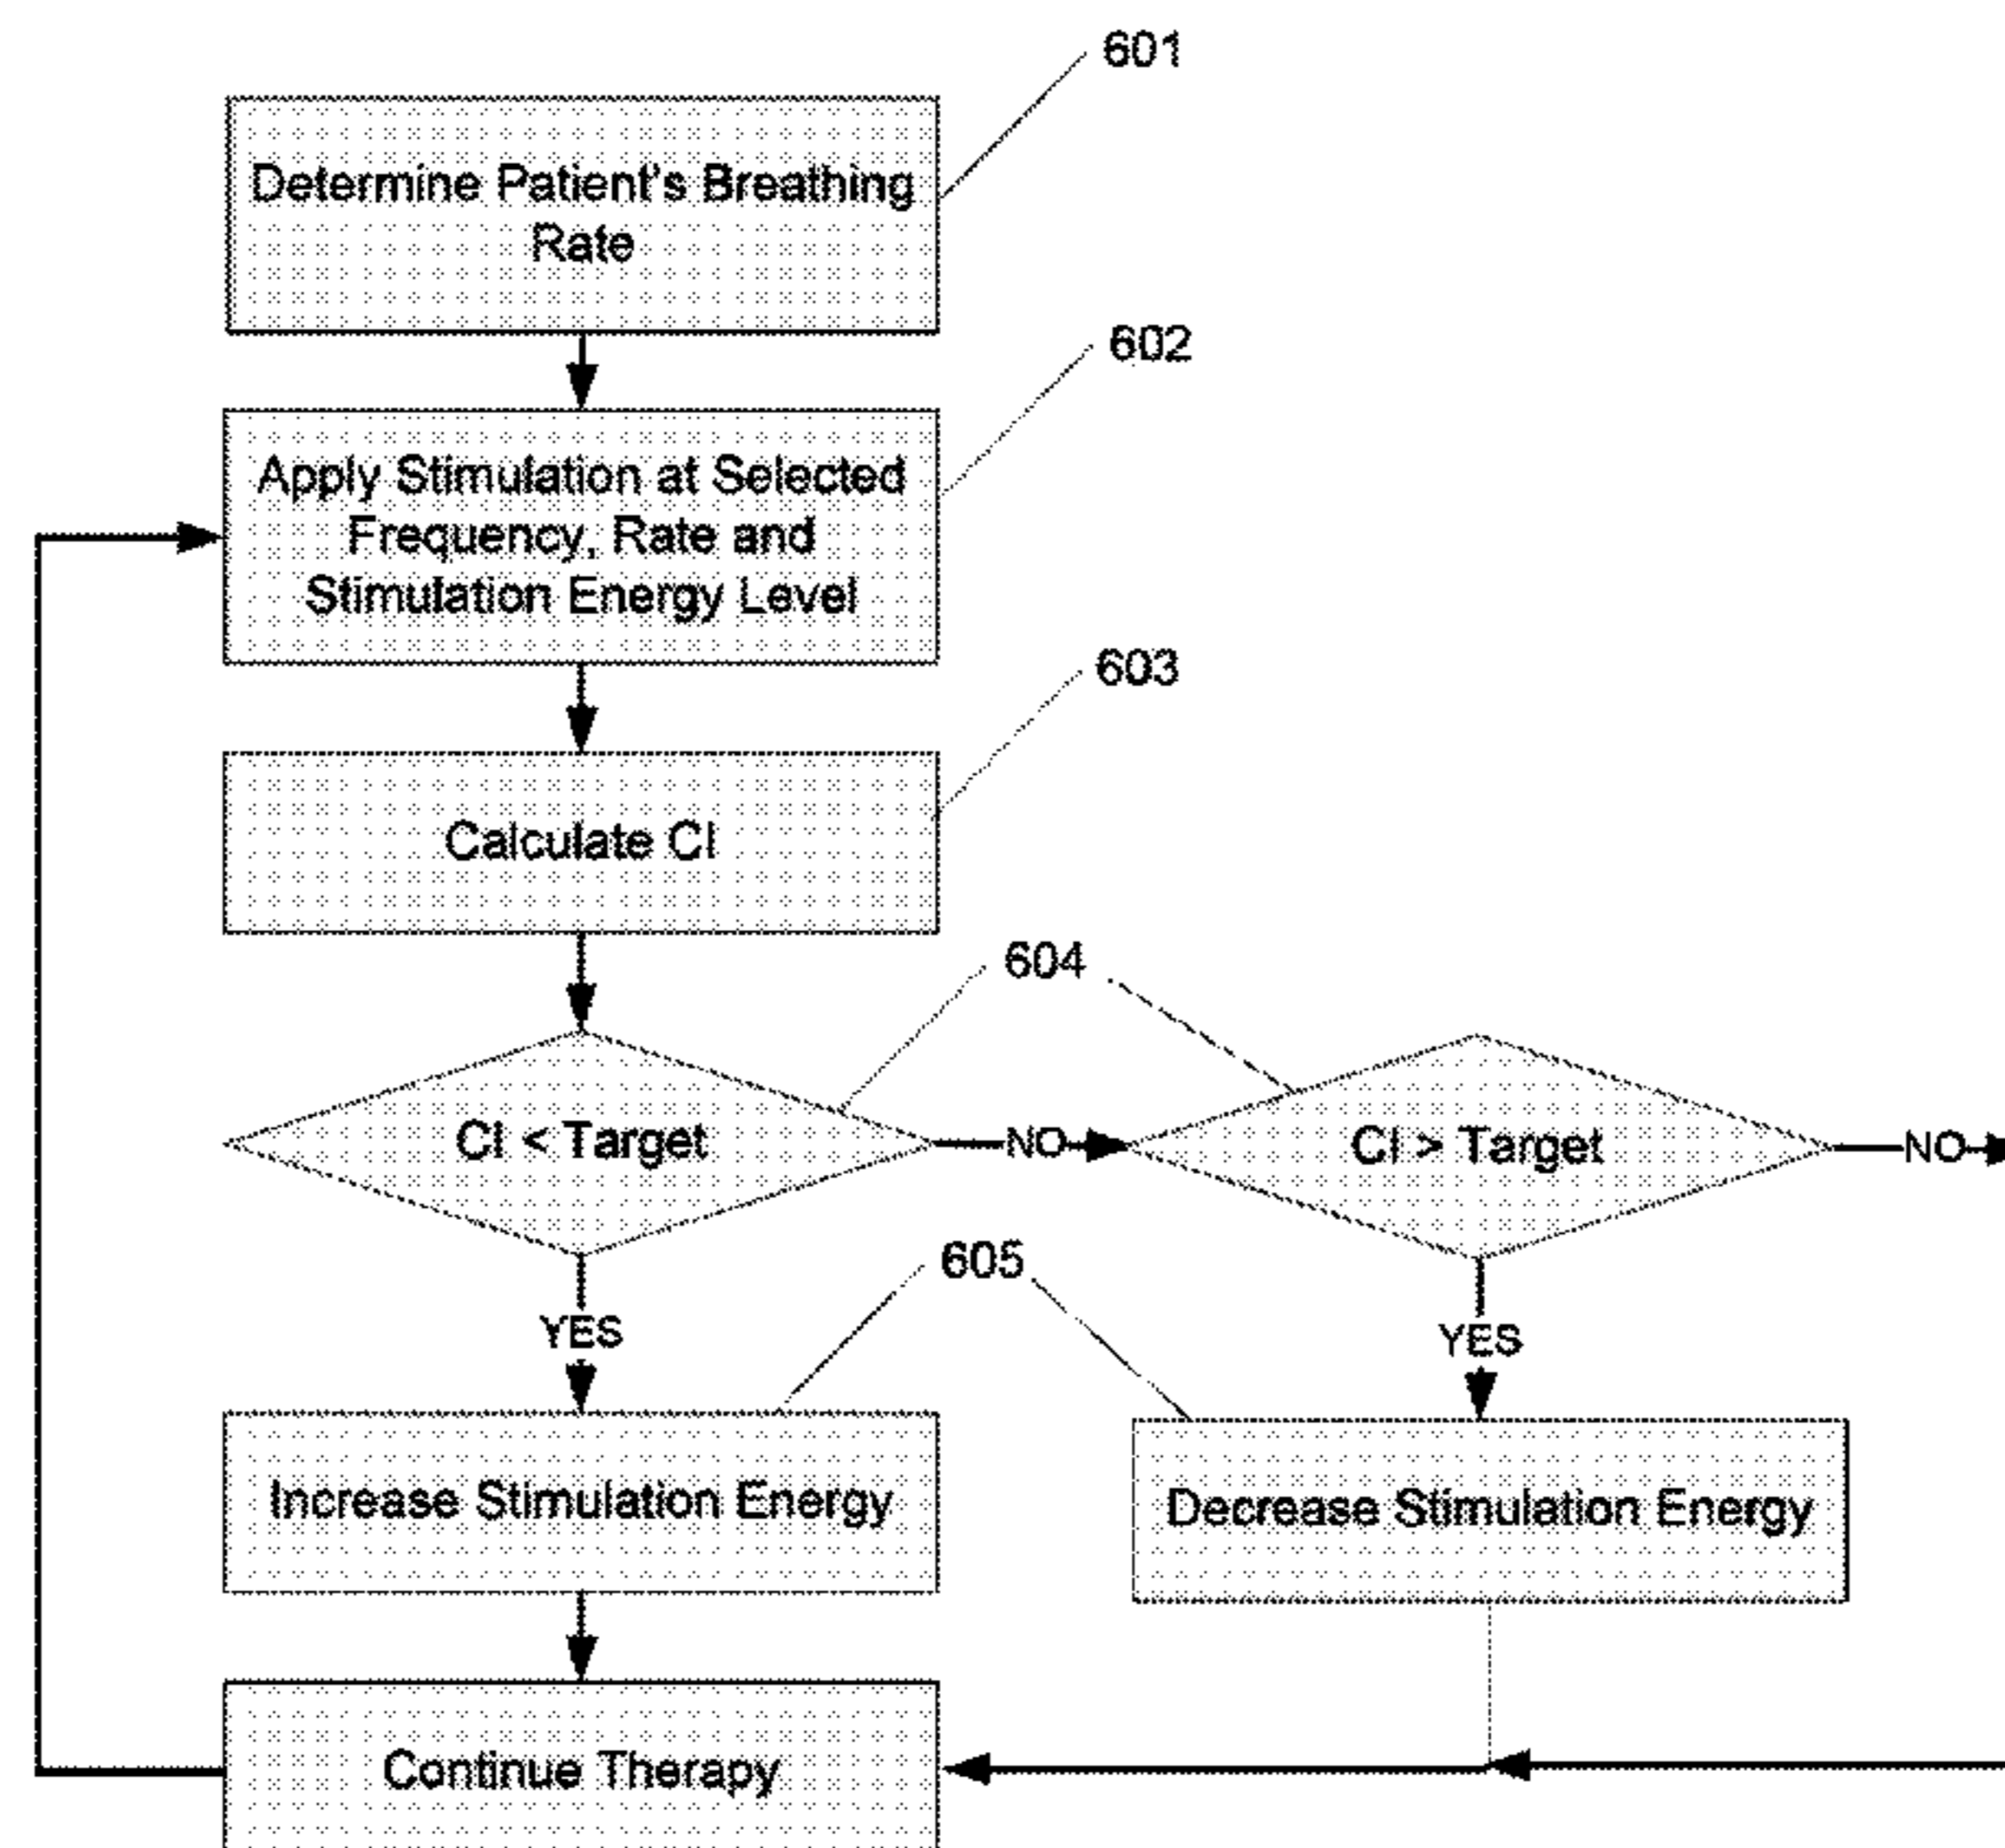 601
Determine Patient's Breathing
Rate
602
Apply Stimulation at Selected
Frequency, Rate and
Stimulation Energy Level
603
Calculate CI
604
CI < Target
NO
CI > Target
NO
605
YES
YES
Increase Stimulation Energy
Decrease Stimulation Energy
Continue Therapy